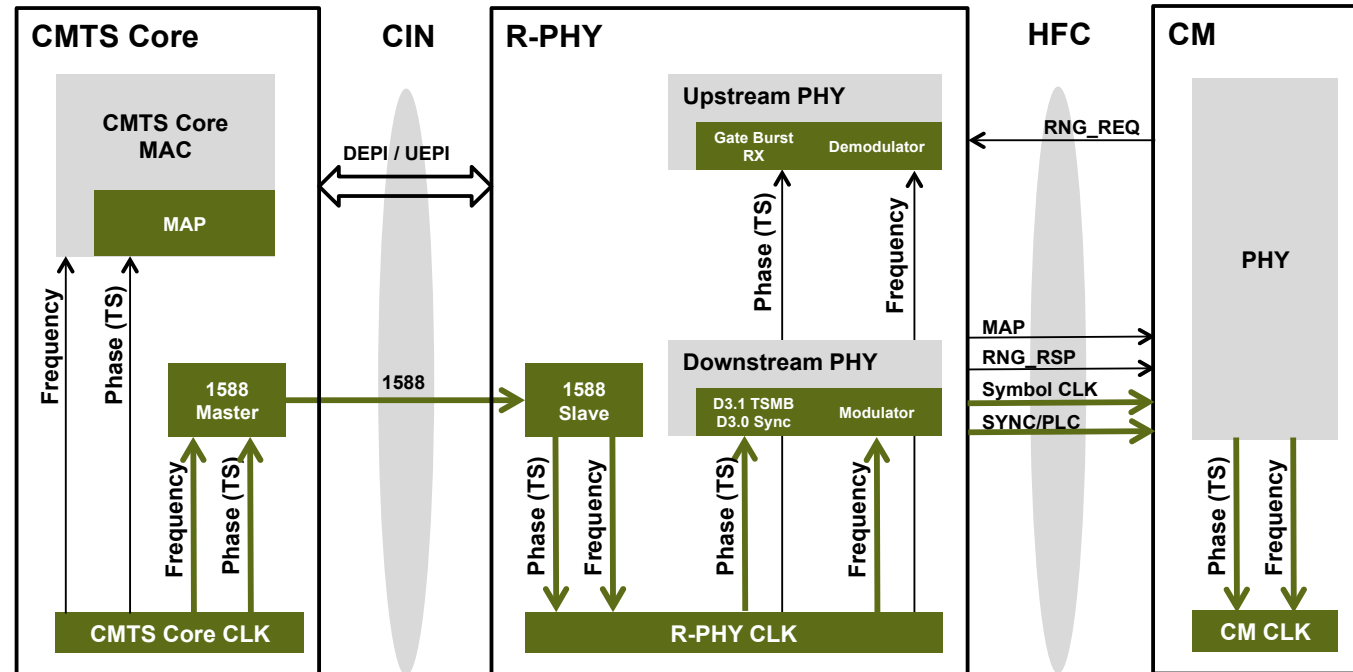 CMTS Core
CIN
R-PHY
HFC
CM
CMTS Core
MAC
MAP
Frequency
Phase (TS)
1588
Master
Frequency
Phase (TS)
CMTS Core CLK
DEPI / UEPI
1588
Upstream PHY
Gate Burst
RX
Demodulator
Phase (TS)
Frequency
1588
Slave
Phase (TS)
Frequency
Downstream PHY
D3.1 TSMB
D3.0 Sync
Modulator
Phase (TS)
Frequency
R-PHY CLK
RNG_REQ
MAP
RNG_RSP
Symbol CLK
SYNC/PLC
PHY
Phase (TS)
Frequency
CM CLK